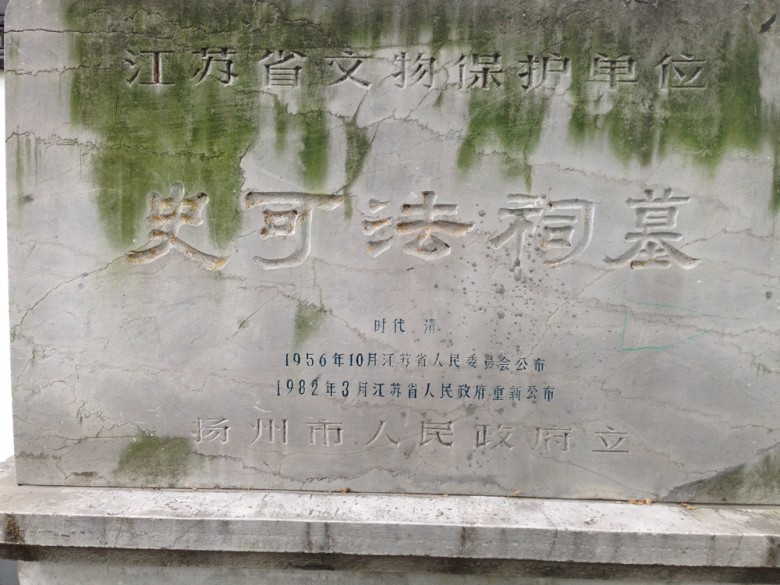 江苏省文物保护单位
史可法祠墓
时代 清
1956年10月江苏省人民委员会公布
1982年3月江苏省人民政府重新公布
扬州市人民政府立